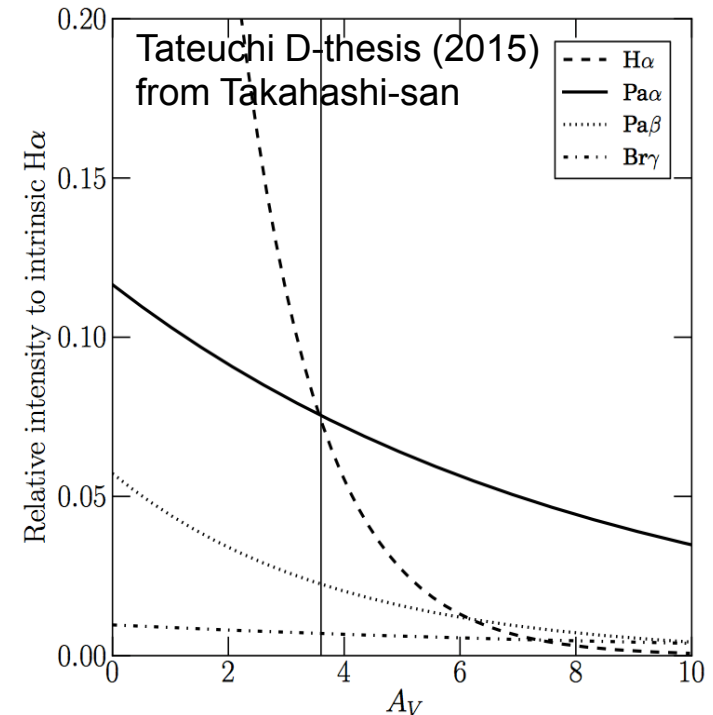 Tateuchi D-thesis (2015)
from Takahashi-san
Hα
Paα
Paβ
Brγ
Relative intensity to intrinsic Hα
0.20
0.15
0.10
0.05
0.00
0 2 4 6 8 10
A_V